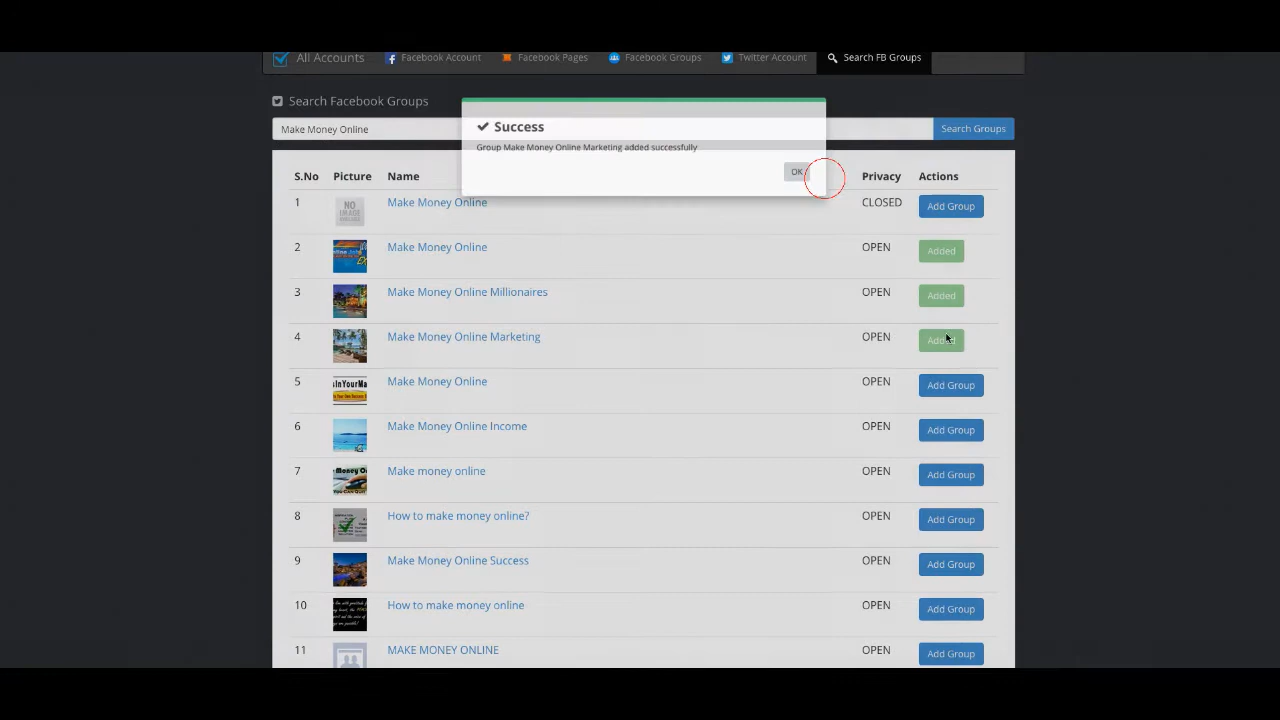 All Accounts Facebook Account Facebook Pages Facebook Groups Twitter Account Search FB Groups
Search Facebook Groups
Make Money Online Search Groups
Success
Group Make Money Online Marketing added successfully
OK
S.No Picture Name Privacy Actions
1 NO IMAGE Make Money Online CLOSED Add Group
2 Make Money Online OPEN Added
3 Make Money Online Millionaires OPEN Added
4 Make Money Online Marketing OPEN Added
5 Make Money Online OPEN Add Group
6 Make Money Online Income OPEN Add Group
7 Make money online OPEN Add Group
8 How to make money online? OPEN Add Group
9 Make Money Online Success OPEN Add Group
10 How to make money online OPEN Add Group
11 MAKE MONEY ONLINE OPEN Add Group